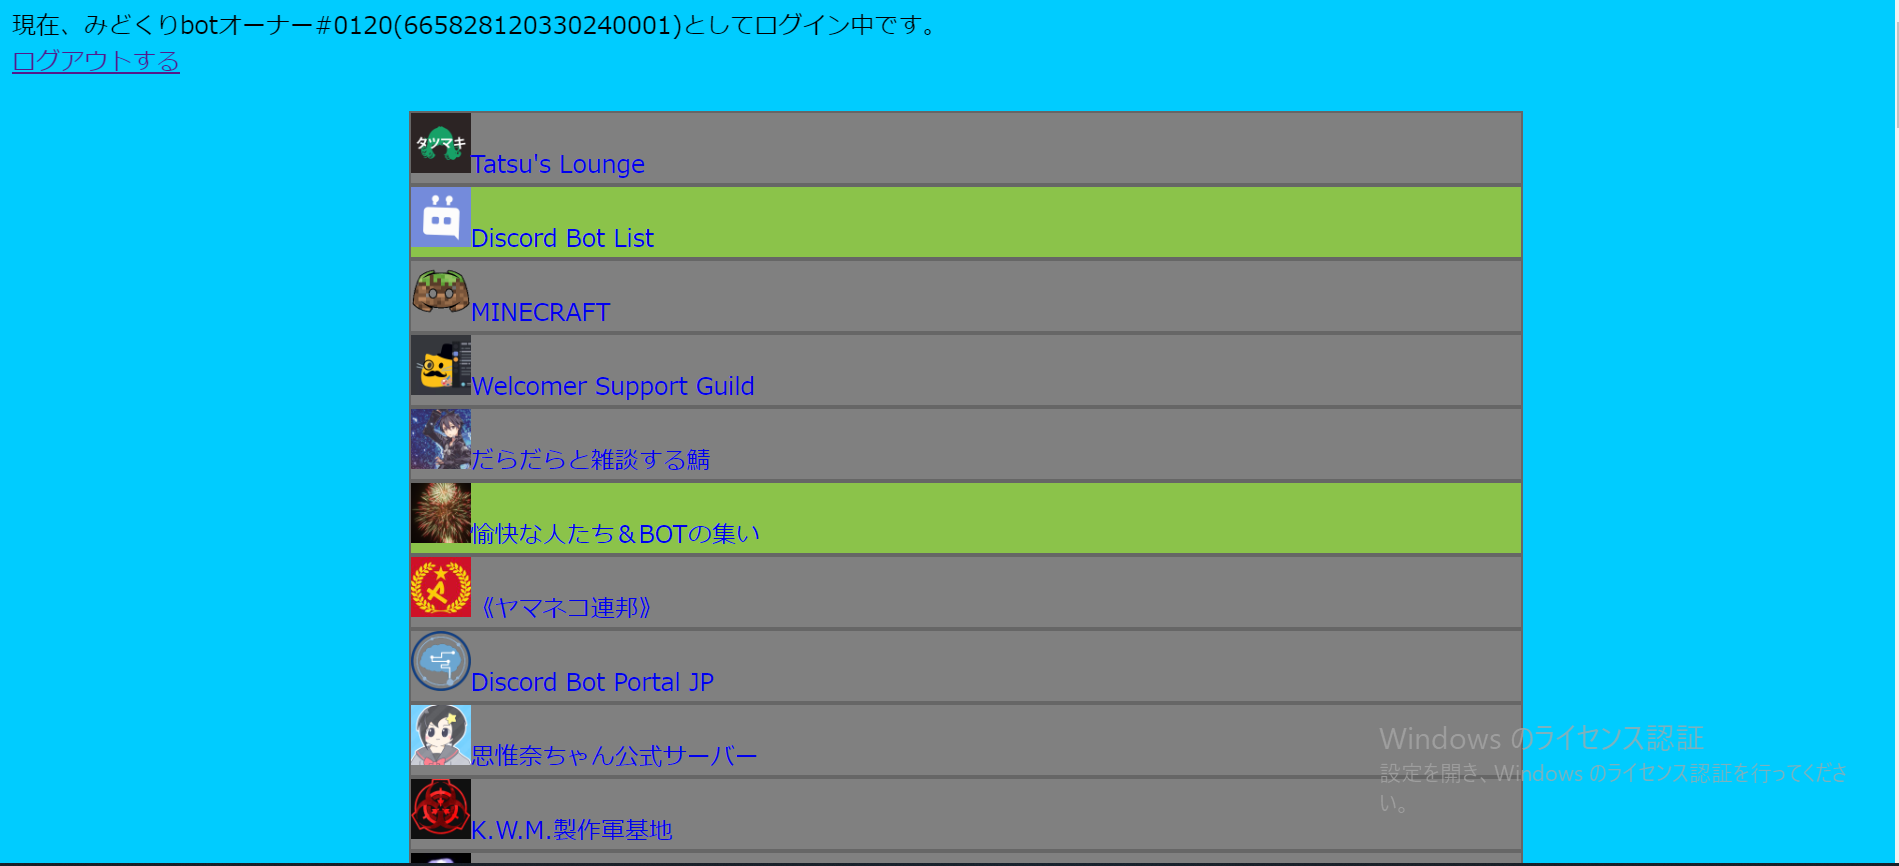 現在、みどくりbotオーナー#0120(665828120330240001)としてログイン中です。
ログアウトする
タツマキ
Tatsu's Lounge
Discord Bot List
MINECRAFT
Welcomer Support Guild
だらだらと雑談する鯖
愉快な人たち＆BOTの集い
《ヤマネコ連邦》
Discord Bot Portal JP
思惟奈ちゃん公式サーバー
K.W.M.製作軍基地
Windows のライセンス認証
設定を開き、Windows のライセンス認証を行ってくださ
い。